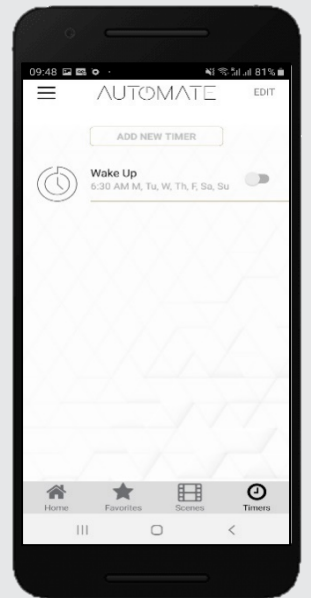 09:48 81%
AUTOMATE EDIT
ADD NEW TIMER
Wake Up
6:30 AM M, Tu, W, Th, F, Sa, Su
Home Favorites Scenes Timers